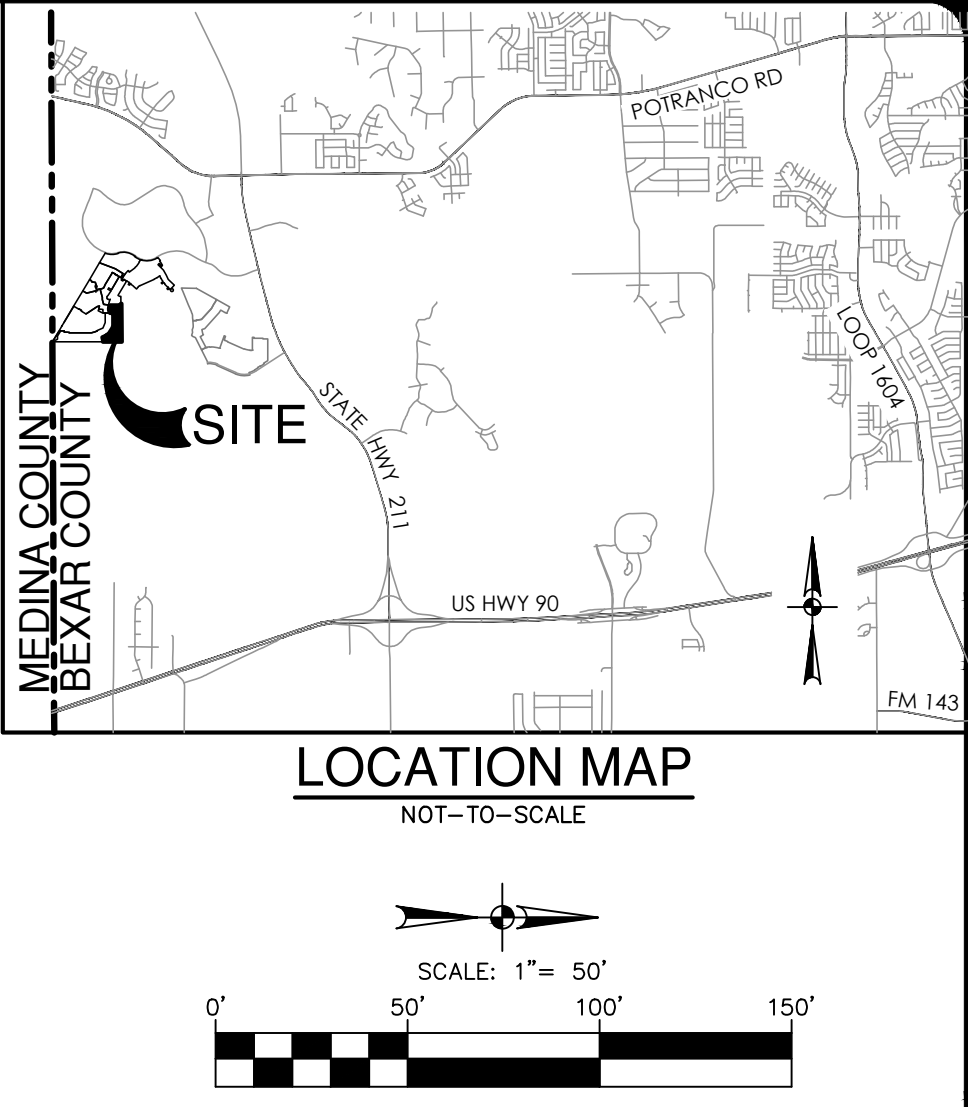 POTRANCO RD
LOOP 1604
SITE
STATE HWY 211
MEDINA COUNTY
BEXAR COUNTY
US HWY 90
FM 143
LOCATION MAP
NOT-TO-SCALE
SCALE: 1"= 50'
0' 50' 100' 150'